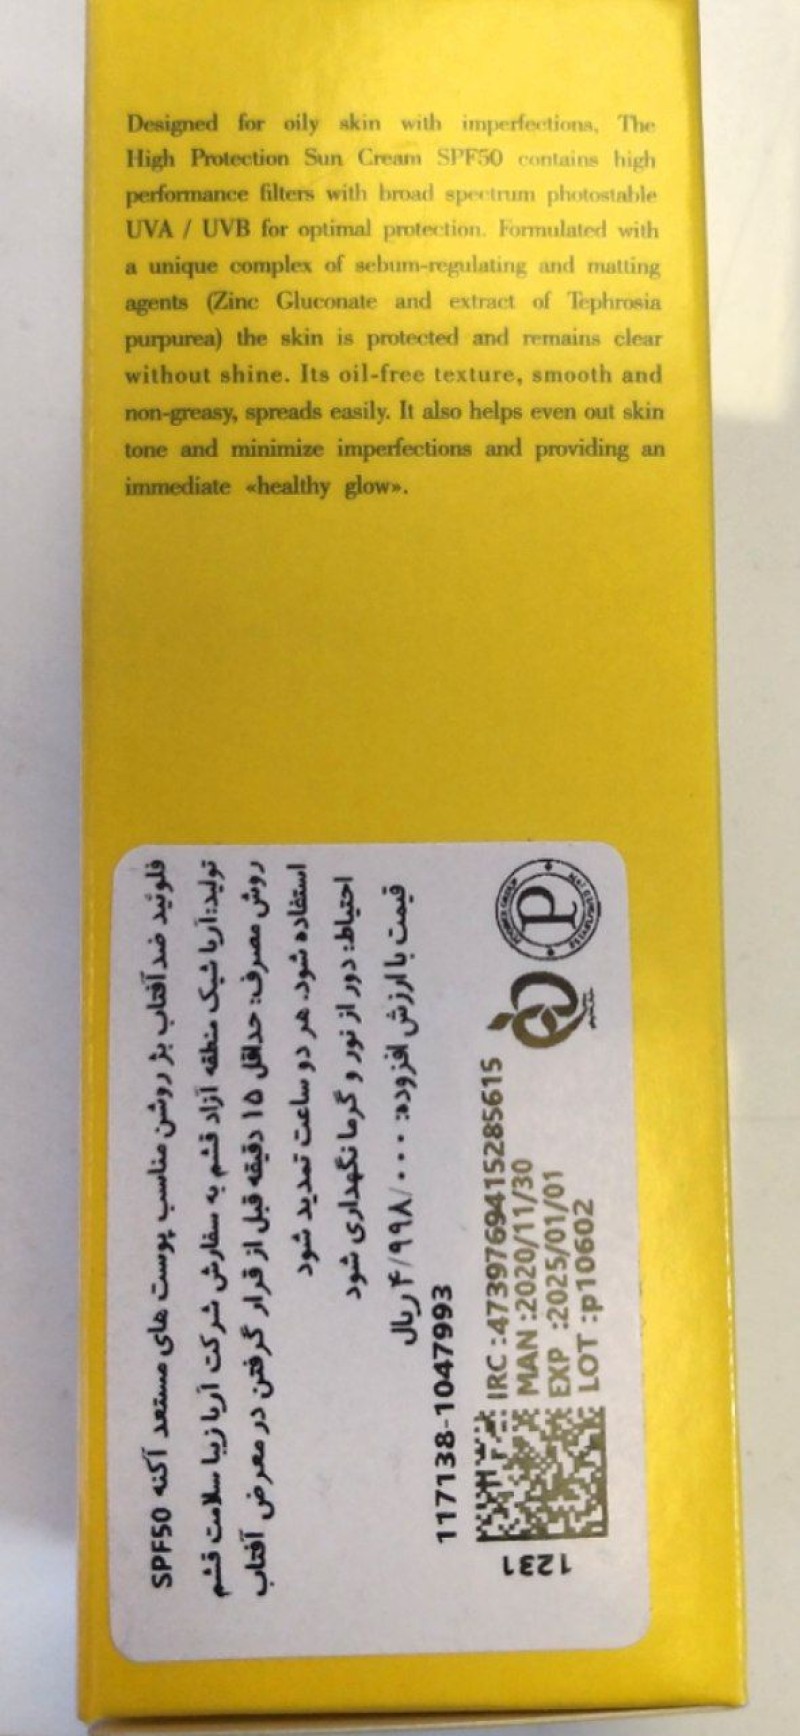 Designed for oily skin with imperfections, The
High Protection Sun Cream SPF50 contains high
performance filters with broad spectrum photostable
UVA / UVB for optimal protection. Formulated with
a unique complex of sebum-regulating and matting
agents (Zinc Gluconate and extract of Tephrosia
purpurea) the skin is protected and remains clear
without shine. Its oil-free texture, smooth and
non-greasy, spreads easily. It also helps even out skin
tone and minimize imperfections and providing an
immediate «healthy glow».
فلوئید ضد آفتاب بژ روشن مناسب پوست های مستعد آکنه SPF50
تولید:آریا شیک منطقه آزاد قشم به سفارش شرکت آریا زیبا سلامت قشم
روش مصرف: حداقل ۱۵ دقیقه قبل از قرار گرفتن در معرض آفتاب
استفاده شود. هر دو ساعت تمدید شود
احتیاط: دور از نور و گرما نگهداری شود
قیمت با ارزش افزوده: ۴/۹۹۸/۰۰۰ ریال
117138-1047993
IRC :4739769415285615
MAN :2020/11/30
EXP :2025/01/01
LOT :p10602
1231
P